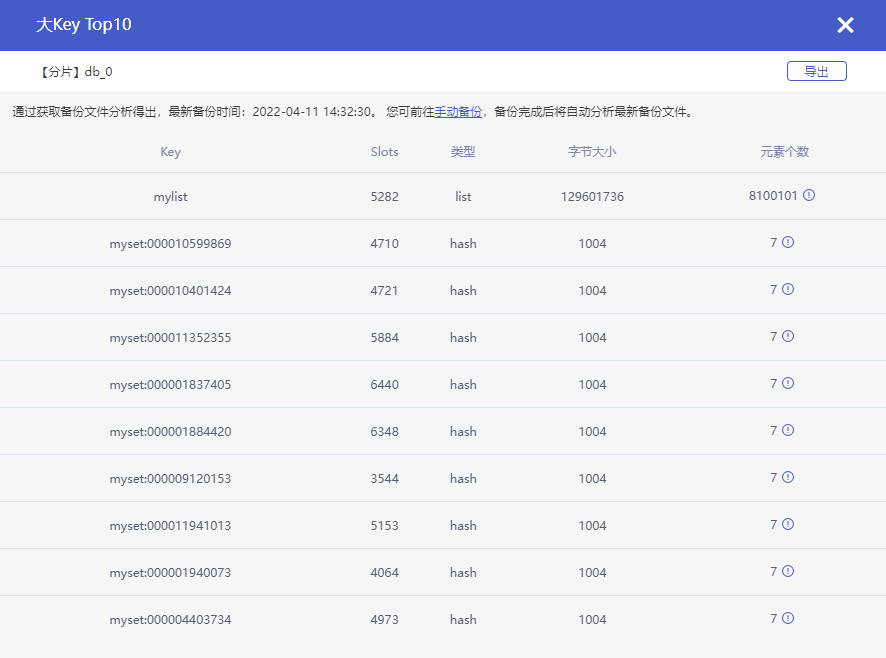 大Key Top10
【分片】db_0 导出
通过获取备份文件分析得出，最新备份时间：2022-04-11 14:32:30。 您可前往手动备份，备份完成后将自动分析最新备份文件。
Key Slots 类型 字节大小 元素个数
mylist 5282 list 129601736 8100101
myset:000010599869 4710 hash 1004 7
myset:000010401424 4721 hash 1004 7
myset:000011352355 5884 hash 1004 7
myset:000001837405 6440 hash 1004 7
myset:000001884420 6348 hash 1004 7
myset:000009120153 3544 hash 1004 7
myset:000011941013 5153 hash 1004 7
myset:000001940073 4064 hash 1004 7
myset:000004403734 4973 hash 1004 7